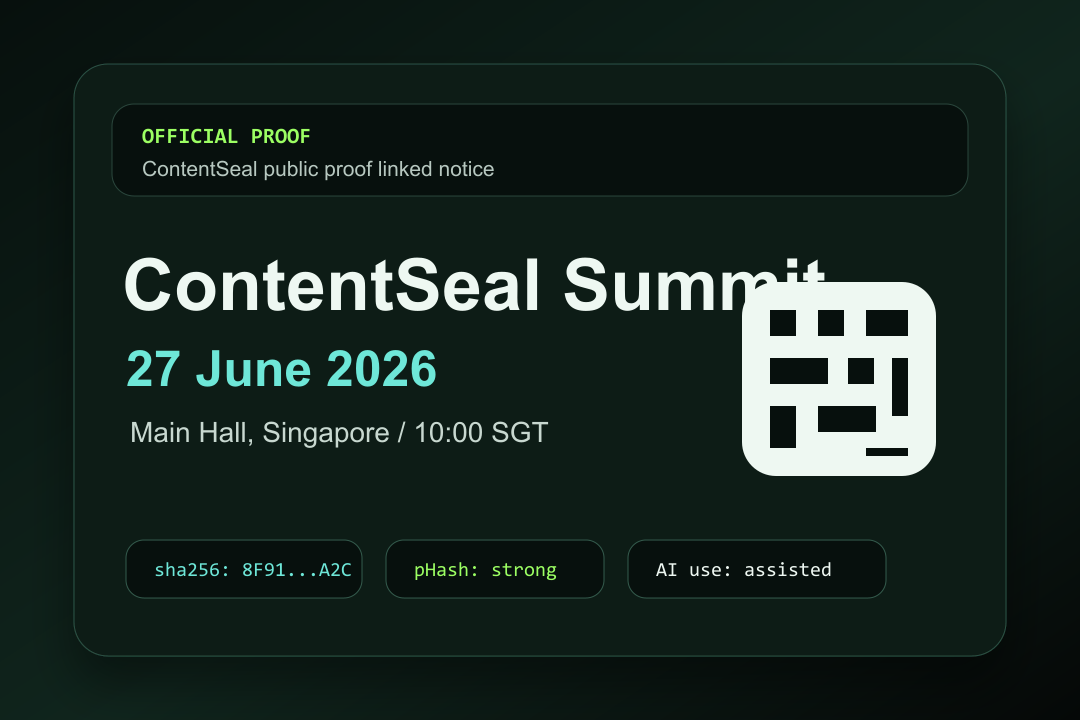 OFFICIAL PROOF
ContentSeal public proof linked notice
ContentSeal Summit
27 June 2026
Main Hall, Singapore / 10:00 SGT
sha256: 8F91...A2C
pHash: strong
AI use: assisted